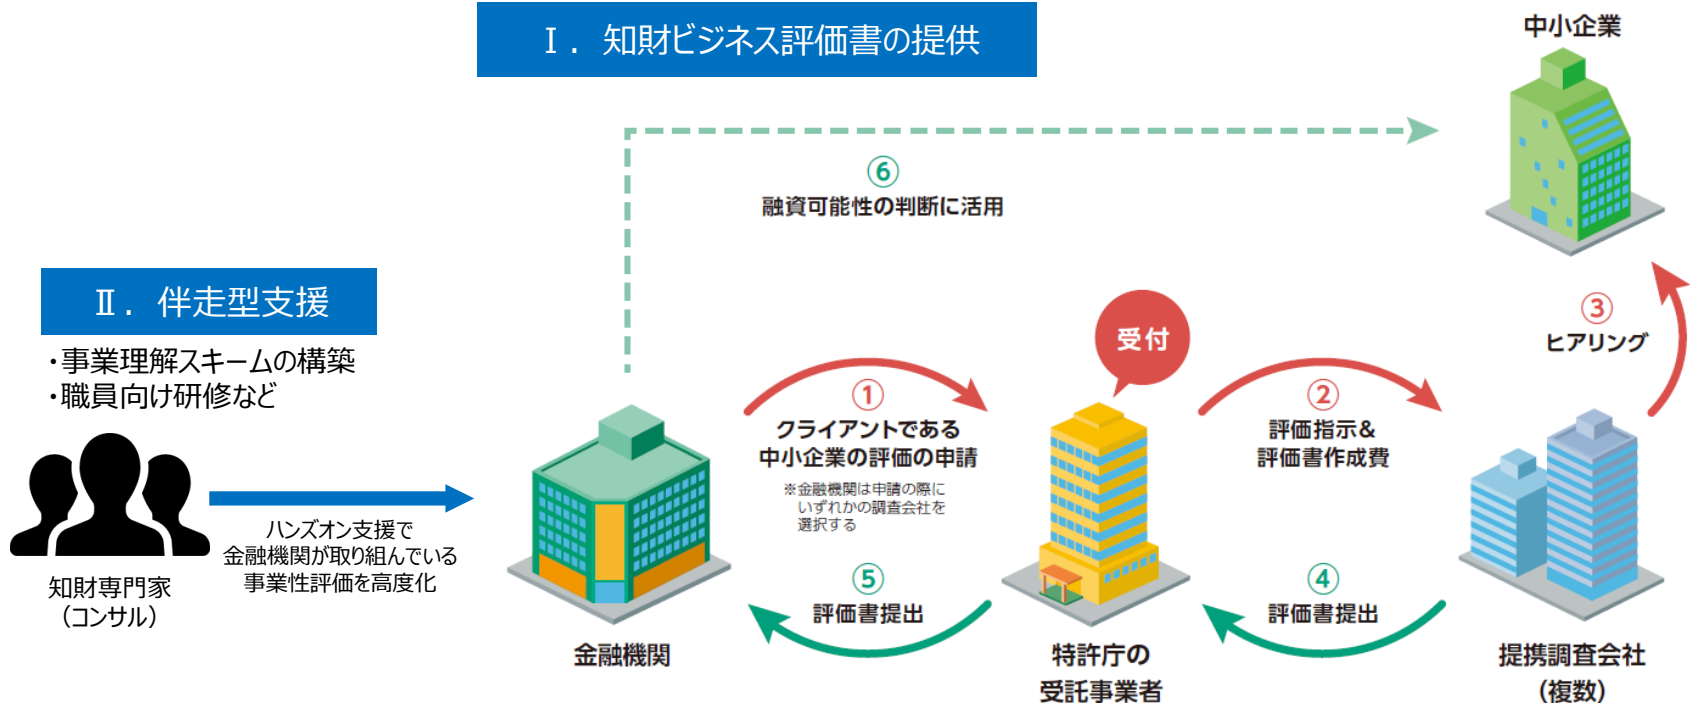 Ⅰ．知財ビジネス評価書の提供
中小企業
⑥
融資可能性の判断に活用
Ⅱ．伴走型支援
・事業理解スキームの構築
・職員向け研修など
知財専門家
（コンサル）
ハンズオン支援で
金融機関が取り組んでいる
事業性評価を高度化
①
クライアントである
中小企業の評価の申請
※金融機関は申請の際に
いずれかの調査会社を
選択する
受付
②
評価指示&
評価書作成費
③
ヒアリング
⑤
評価書提出
④
評価書提出
金融機関
特許庁の
受託事業者
提携調査会社
（複数）